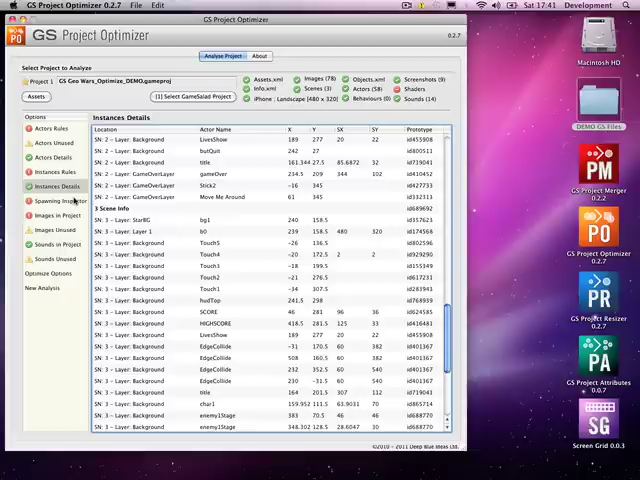 GS Project Optimizer 0.2.7 File Edit Sat 17:41 Development
GS Project Optimizer
PO GS Project Optimizer 0.2.7
Analyse Project About
Select Project to Analyze
Project 1 GS Geo Wars_Optimize_DEMO.gameproj
Assets [1] Select GameSalad Project
Assets.xml Images (78) Objects.xml Screenshots (9)
Info.xml Scenes (3) Actors (58) Shaders
iPhone : Landscape [480 x 320] Behaviours (0) Sounds (14)
Options
Actors Rules
Actors Unused
Actors Details
Instances Rules
Instances Details
Spawning Inspector
Images in Project
Images Unused
Sounds in Project
Sounds Unused
Optimize Options
New Analysis
Instances Details
Location Actor Name X Y SX SY Prototype
SN: 2 - Layer: Background LivesShow 189 277 20 22 id455908
SN: 2 - Layer: Background butQuit 242 27 id800511
SN: 2 - Layer: Background title 161.344 27.5 85.6872 32 id719041
SN: 2 - Layer: GameOverLayer gameOver 234.5 209 344 102 id410452
SN: 2 - Layer: GameOverLayer Stick2 -16 345 id427733
SN: 2 - Layer: GameOverLayer Move Me Around 61 345 id332313
3 Scene Info id689692
SN: 3 - Layer: StarBG bg1 240 158.5 id357621
SN: 3 - Layer: Layer 1 b0 239 158.5 480 320 id174568
SN: 3 - Layer: Background Touch5 -26 136.5 id802596
SN: 3 - Layer: Background Touch4 -20 172.5 2 2 id929290
SN: 3 - Layer: Background Touch3 -18 199.5 id155349
SN: 3 - Layer: Background Touch2 -21 276.5 id617231
SN: 3 - Layer: Background Touch1 -34 107.5 id283941
SN: 3 - Layer: Background hudTop 241.5 298 id768939
SN: 3 - Layer: Background SCORE 46 281 96 36 id624585
SN: 3 - Layer: Background HIGHSCORE 418.5 281.5 125 33 id416481
SN: 3 - Layer: Background LivesShow 189 277 20 22 id455908
SN: 3 - Layer: Background EdgeCollide -31 170.5 60 382 id401367
SN: 3 - Layer: Background EdgeCollide 508 160.5 60 382 id401367
SN: 3 - Layer: Background EdgeCollide 232 352.5 60 540 id401367
SN: 3 - Layer: Background EdgeCollide 230 -31.5 60 540 id401367
SN: 3 - Layer: Background title 164 201.5 307 112 id719041
SN: 3 - Layer: Background char1 159.952 111.5 63.9031 70 id865714
SN: 3 - Layer: Background enemy1Stage 383 70.5 46 46 id688770
SN: 3 - Layer: Background enemy1Stage 348.302 128.5 28.6047 30 id688770
©2010 - 2011 Deep Blue Ideas Ltd.
Macintosh HD
DEMO GS Files
PM
GS Project Merger
0.2.2
PO
GS Project Optimizer
0.2.7
PR
GS Project Resizer
0.2.7
PA
GS Project Attributes
0.0.7
SG
Screen Grid 0.0.3